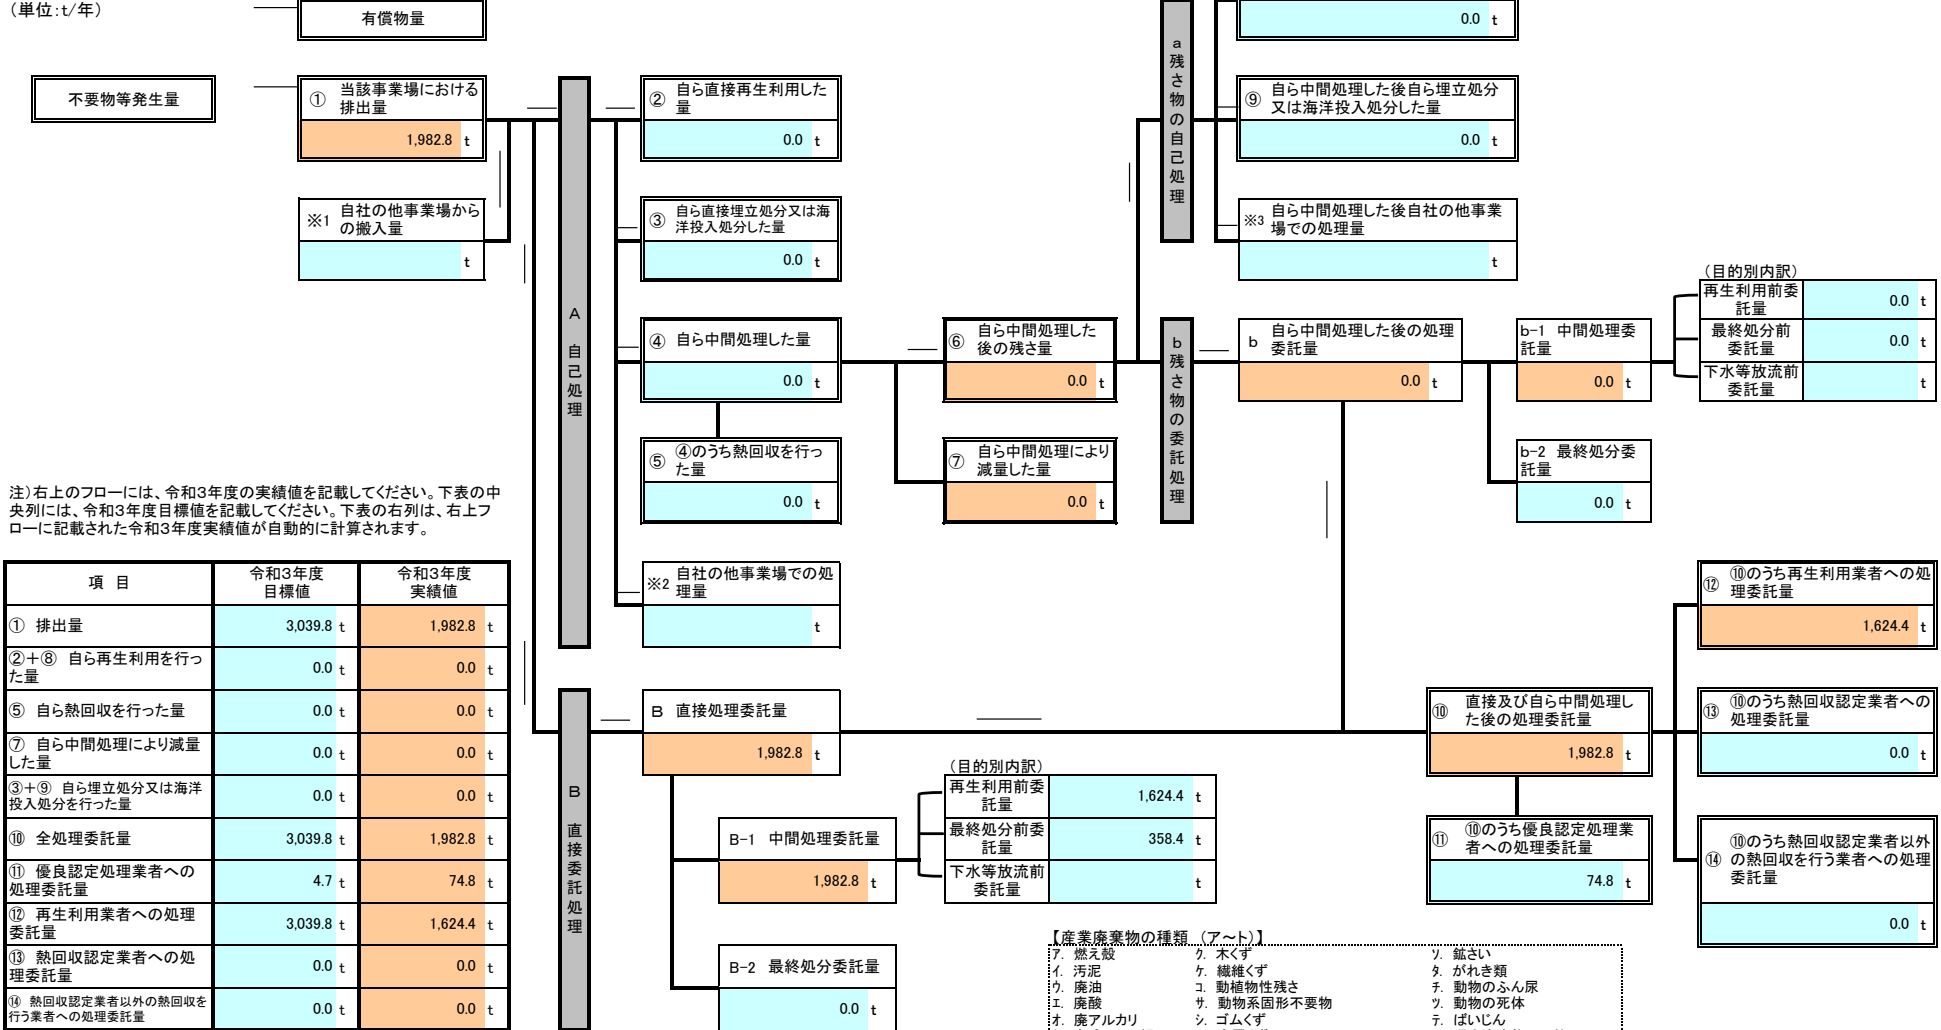 （単位：t/年）
有償物量
0.0 t
不要物等発生量
① 当該事業場における
排出量
1,982.8 t
※1 自社の他事業場から
の搬入量
t
A 自己処理
② 自ら直接再生利用した
量
0.0 t
③ 自ら直接埋立処分又は海
洋投入処分した量
0.0 t
④ 自ら中間処理した量
0.0 t
⑤ ④のうち熱回収を行っ
た量
0.0 t
※2 自社の他事業場での処
理量
t
⑥ 自ら中間処理した
後の残さ量
0.0 t
⑦ 自ら中間処理により
減量した量
0.0 t
a 残さ物の自己処理
⑨ 自ら中間処理した後自ら埋立処分
又は海洋投入処分した量
0.0 t
※3 自ら中間処理した後自社の他事業
場での処理量
t
b 残さ物の委託処理
b 自ら中間処理した後の処理
委託量
0.0 t
b-1 中間処理委
託量
0.0 t
b-2 最終処分委
託量
0.0 t
（目的別内訳）
再生利用前委
託量
0.0 t
最終処分前
委託量
0.0 t
下水等放流前
委託量
t
注）右上のフローには、令和3年度の実績値を記載してください。下表の中
央列には、令和3年度目標値を記載してください。下表の右列は、右上フ
ローに記載された令和3年度実績値が自動的に計算されます。
項 目
令和3年度
目標値
令和3年度
実績値
① 排出量 3,039.8 t 1,982.8 t
②＋⑧ 自ら再生利用を行っ
た量 0.0 t 0.0 t
⑤ 自ら熱回収を行った量 0.0 t 0.0 t
⑦ 自ら中間処理により減量
した量 0.0 t 0.0 t
③＋⑨ 自ら埋立処分又は海洋
投入処分を行った量 0.0 t 0.0 t
⑩ 全処理委託量 3,039.8 t 1,982.8 t
⑪ 優良認定処理業者への
処理委託量 4.7 t 74.8 t
⑫ 再生利用業者への処理
委託量 3,039.8 t 1,624.4 t
⑬ 熱回収認定業者への処
理委託量 0.0 t 0.0 t
⑭ 熱回収認定業者以外の熱回収を
行う業者への処理委託量 0.0 t 0.0 t
B 直接委託処理
B 直接処理委託量
1,982.8 t
B-1 中間処理委託量
1,982.8 t
B-2 最終処分委託量
0.0 t
（目的別内訳）
再生利用前委
託量
1,624.4 t
最終処分前委
託量
358.4 t
下水等放流前
委託量
t
⑩ 直接及び自ら中間処理し
た後の処理委託量
1,982.8 t
⑪ ⑩のうち優良認定処理業
者への処理委託量
74.8 t
⑫ ⑩のうち再生利用業者への処
理委託量
1,624.4 t
⑬ ⑩のうち熱回収認定業者への
処理委託量
0.0 t
⑭ ⑩のうち熱回収認定業者以外
の熱回収を行う業者への処理
委託量
0.0 t
【産業廃棄物の種類 （ア～ト）】
ア．燃え殻 ク．木くず ソ．鉱さい
イ．汚泥 ケ．繊維くず タ．がれき類
ウ．廃油 コ．動植物性残さ チ．動物のふん尿
エ．廃酸 サ．動物系固形不要物 ツ．動物の死体
オ．廃アルカリ シ．ゴムくず テ．ばいじん